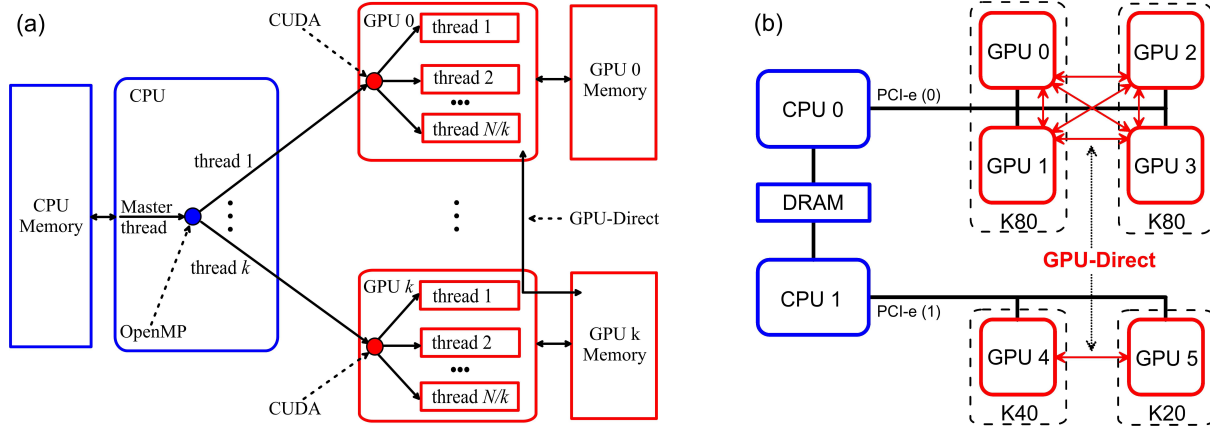 (a)
CUDA
CPU
CPU
Memory
Master
thread
thread 1
thread k
OpenMP
GPU 0
thread 1
thread 2
•••
thread N/k
GPU 0
Memory
GPU-Direct
GPU k
thread 1
thread 2
•••
thread N/k
GPU k
Memory
CUDA
(b)
CPU 0
PCI-e (0)
DRAM
CPU 1
PCI-e (1)
GPU 0
GPU 2
GPU 1
GPU 3
K80
K80
GPU-Direct
GPU 4
GPU 5
K40
K20